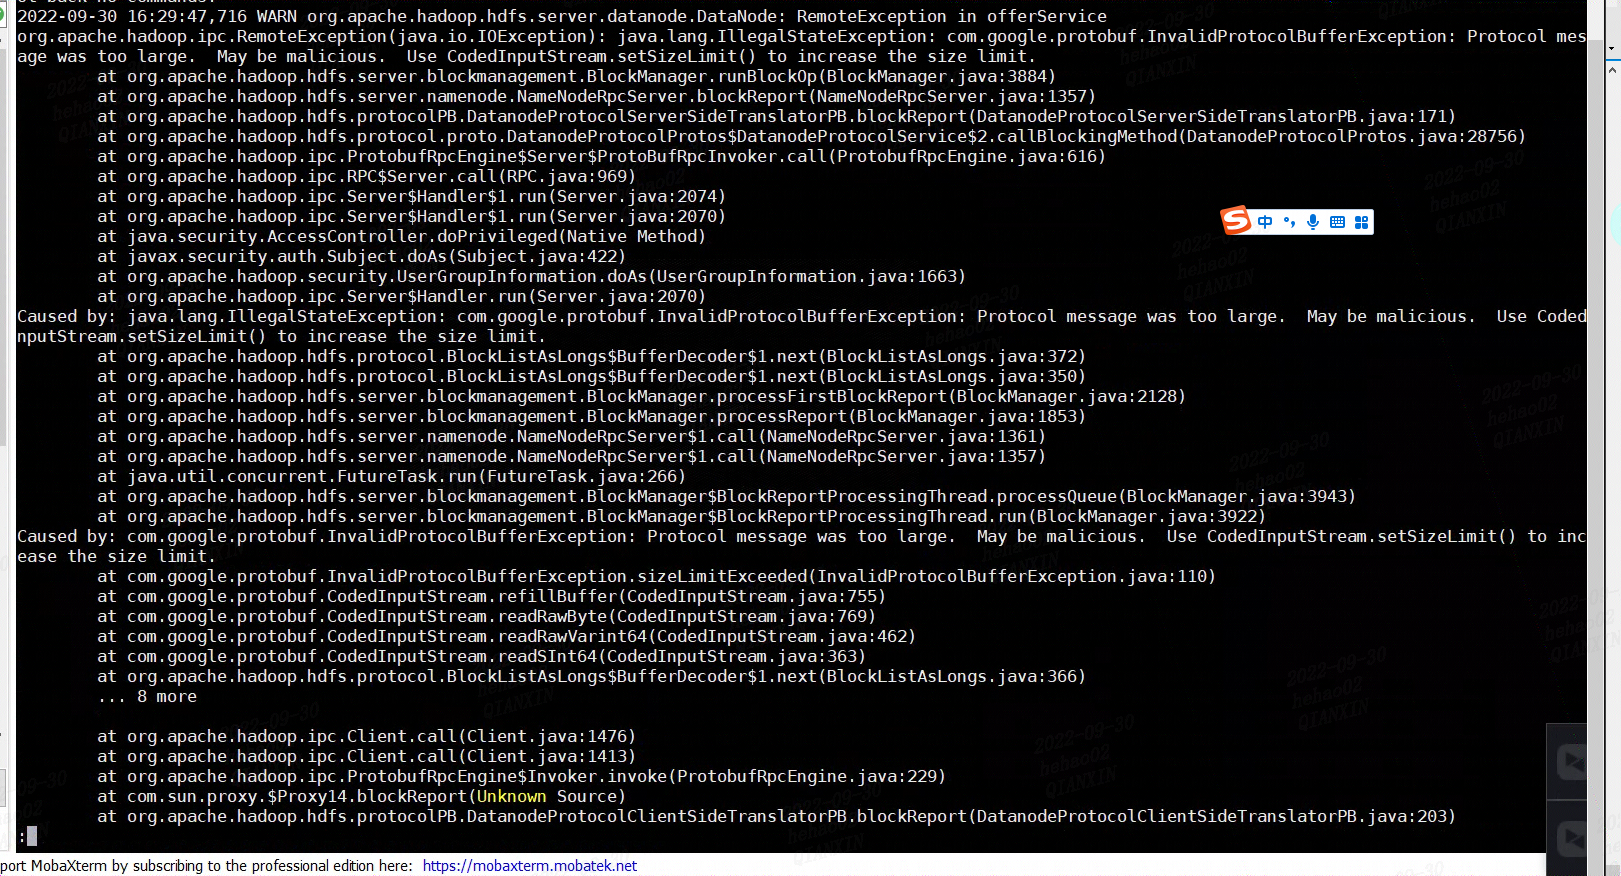 2022-09-30 16:29:47,716 WARN org.apache.hadoop.hdfs.server.datanode.DataNode: RemoteException in offerService
org.apache.hadoop.ipc.RemoteException(java.io.IOException): java.lang.IllegalStateException: com.google.protobuf.InvalidProtocolBufferException: Protocol mes
age was too large.  May be malicious.  Use CodedInputStream.setSizeLimit() to increase the size limit.
at org.apache.hadoop.hdfs.server.blockmanagement.BlockManager.runBlockOp(BlockManager.java:3884)
at org.apache.hadoop.hdfs.server.namenode.NameNodeRpcServer.blockReport(NameNodeRpcServer.java:1357)
at org.apache.hadoop.hdfs.protocolPB.DatanodeProtocolServerSideTranslatorPB.blockReport(DatanodeProtocolServerSideTranslatorPB.java:171)
at org.apache.hadoop.hdfs.protocol.proto.DatanodeProtocolProtos$DatanodeProtocolService$2.callBlockingMethod(DatanodeProtocolProtos.java:28756)
at org.apache.hadoop.ipc.ProtobufRpcEngine$Server$ProtoBufRpcInvoker.call(ProtobufRpcEngine.java:616)
at org.apache.hadoop.ipc.RPC$Server.call(RPC.java:969)
at org.apache.hadoop.ipc.Server$Handler$1.run(Server.java:2074)
at org.apache.hadoop.ipc.Server$Handler$1.run(Server.java:2070)
at java.security.AccessController.doPrivileged(Native Method)
at javax.security.auth.Subject.doAs(Subject.java:422)
at org.apache.hadoop.security.UserGroupInformation.doAs(UserGroupInformation.java:1663)
at org.apache.hadoop.ipc.Server$Handler.run(Server.java:2070)
Caused by: java.lang.IllegalStateException: com.google.protobuf.InvalidProtocolBufferException: Protocol message was too large.  May be malicious.  Use Coded
nputStream.setSizeLimit() to increase the size limit.
at org.apache.hadoop.hdfs.protocol.BlockListAsLongs$BufferDecoder$1.next(BlockListAsLongs.java:372)
at org.apache.hadoop.hdfs.protocol.BlockListAsLongs$BufferDecoder$1.next(BlockListAsLongs.java:350)
at org.apache.hadoop.hdfs.server.blockmanagement.BlockManager.processFirstBlockReport(BlockManager.java:2128)
at org.apache.hadoop.hdfs.server.blockmanagement.BlockManager.processReport(BlockManager.java:1853)
at org.apache.hadoop.hdfs.server.namenode.NameNodeRpcServer$1.call(NameNodeRpcServer.java:1361)
at org.apache.hadoop.hdfs.server.namenode.NameNodeRpcServer$1.call(NameNodeRpcServer.java:1357)
at java.util.concurrent.FutureTask.run(FutureTask.java:266)
at org.apache.hadoop.hdfs.server.blockmanagement.BlockManager$BlockReportProcessingThread.processQueue(BlockManager.java:3943)
at org.apache.hadoop.hdfs.server.blockmanagement.BlockManager$BlockReportProcessingThread.run(BlockManager.java:3922)
Caused by: com.google.protobuf.InvalidProtocolBufferException: Protocol message was too large.  May be malicious.  Use CodedInputStream.setSizeLimit() to inc
ease the size limit.
at com.google.protobuf.InvalidProtocolBufferException.sizeLimitExceeded(InvalidProtocolBufferException.java:110)
at com.google.protobuf.CodedInputStream.refillBuffer(CodedInputStream.java:755)
at com.google.protobuf.CodedInputStream.readRawByte(CodedInputStream.java:769)
at com.google.protobuf.CodedInputStream.readRawVarint64(CodedInputStream.java:462)
at com.google.protobuf.CodedInputStream.readSInt64(CodedInputStream.java:363)
at org.apache.hadoop.hdfs.protocol.BlockListAsLongs$BufferDecoder$1.next(BlockListAsLongs.java:366)
... 8 more
at org.apache.hadoop.ipc.Client.call(Client.java:1476)
at org.apache.hadoop.ipc.Client.call(Client.java:1413)
at org.apache.hadoop.ipc.ProtobufRpcEngine$Invoker.invoke(ProtobufRpcEngine.java:229)
at com.sun.proxy.$Proxy14.blockReport(Unknown Source)
at org.apache.hadoop.hdfs.protocolPB.DatanodeProtocolClientSideTranslatorPB.blockReport(DatanodeProtocolClientSideTranslatorPB.java:203)
:
中
port MobaXterm by subscribing to the professional edition here:  https://mobaxterm.mobatek.net
2022-09-30
hehao02
QIANXIN